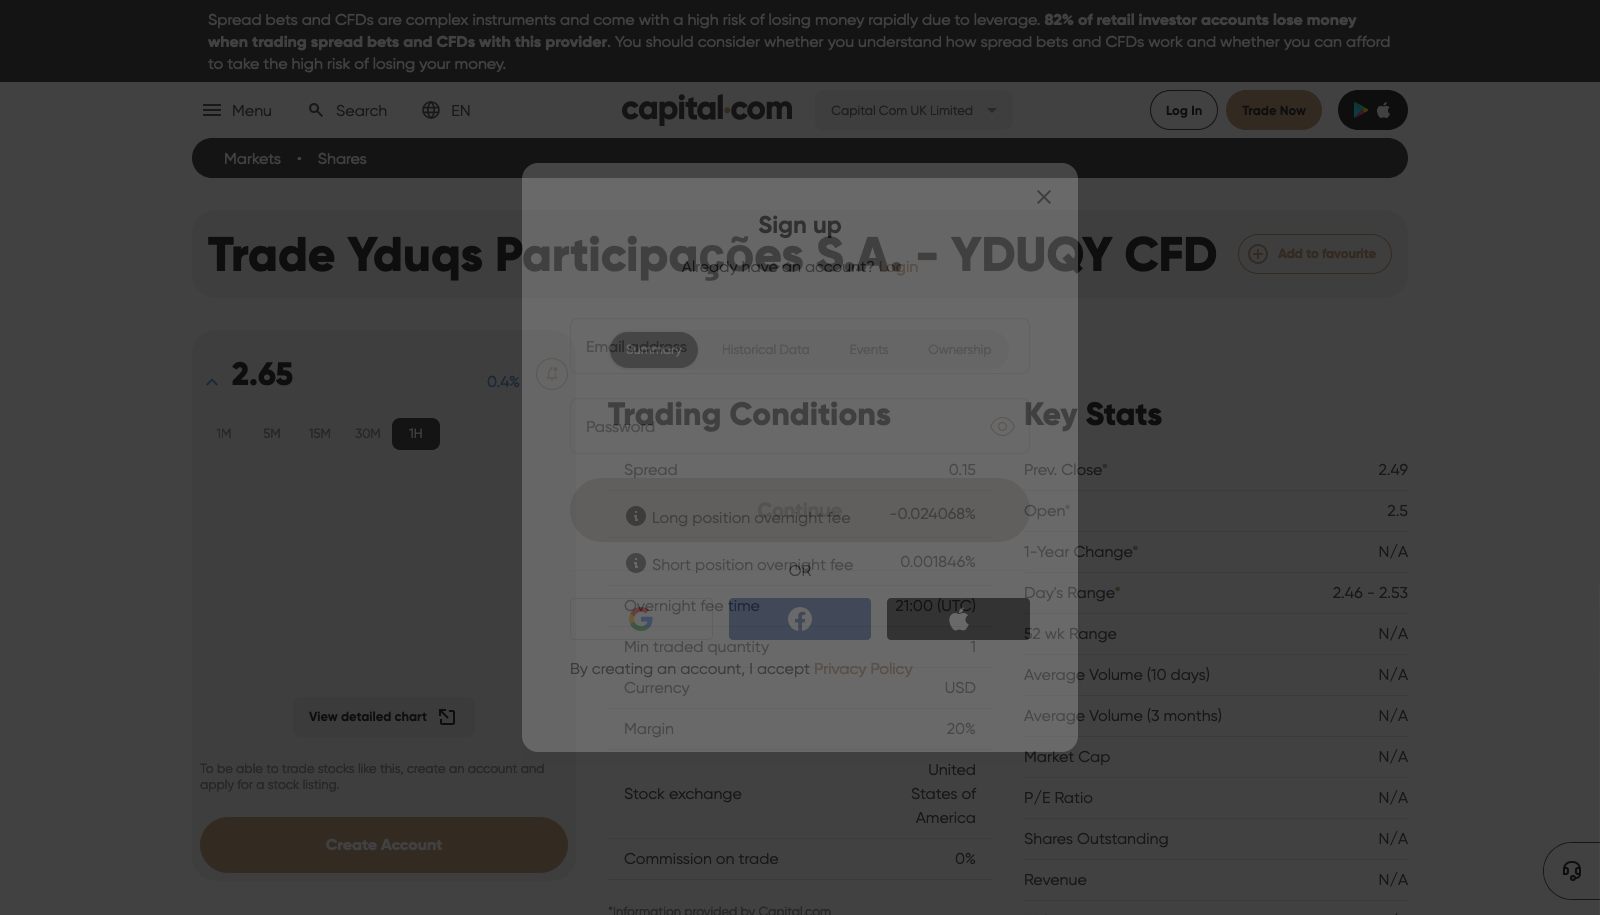 Spread bets and CFDs are complex instruments and come with a high risk of losing money rapidly due to leverage. 82% of retail investor accounts lose money
when trading spread bets and CFDs with this provider. You should consider whether you understand how spread bets and CFDs work and whether you can afford
to take the high risk of losing your money.
Menu
Search
EN
capital.com
Capital Com UK Limited
Log In
Trade Now
Markets • Shares
Trade Yduqs Participações S.A. - YDUQY CFD
Add to favourite
Sign up
Already have an account? Login
Email address
Password
Continue
OR
By creating an account, I accept Privacy Policy
2.65
0.4%
1M 5M 15M 30M 1H
View detailed chart
To be able to trade stocks like this, create an account and
apply for a stock listing.
Create Account
Summary Historical Data Events Ownership
Trading Conditions
Spread 0.15
Long position overnight fee -0.024068%
Short position overnight fee 0.001846%
Overnight fee time 21:00 (UTC)
Min traded quantity 1
Currency USD
Margin 20%
Stock exchange United
States of
America
Commission on trade 0%
*Information provided by Capital.com
Key Stats
Prev. Close* 2.49
Open* 2.5
1-Year Change* N/A
Day's Range* 2.46 - 2.53
52 wk Range N/A
Average Volume (10 days) N/A
Average Volume (3 months) N/A
Market Cap N/A
P/E Ratio N/A
Shares Outstanding N/A
Revenue N/A